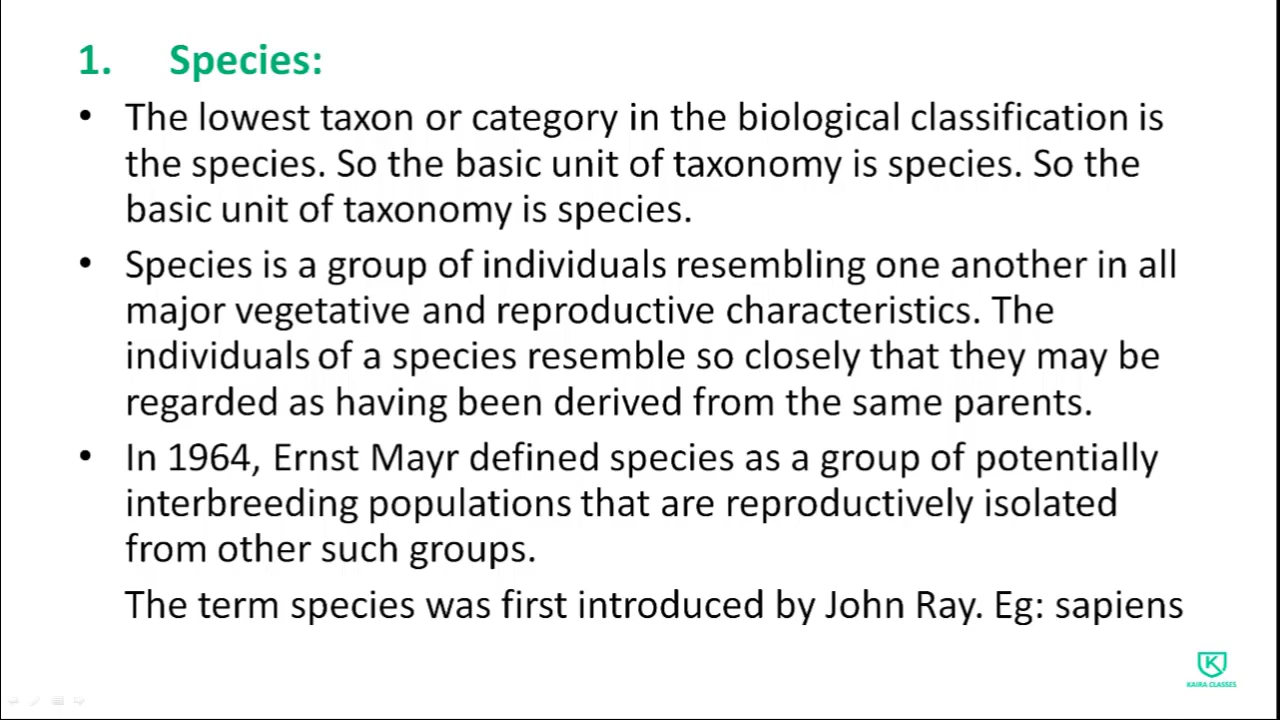 1. Species:
• The lowest taxon or category in the biological classification is
the species. So the basic unit of taxonomy is species. So the
basic unit of taxonomy is species.
• Species is a group of individuals resembling one another in all
major vegetative and reproductive characteristics. The
individuals of a species resemble so closely that they may be
regarded as having been derived from the same parents.
• In 1964, Ernst Mayr defined species as a group of potentially
interbreeding populations that are reproductively isolated
from other such groups.
The term species was first introduced by John Ray. Eg: sapiens
K
KAIRA CLASSES